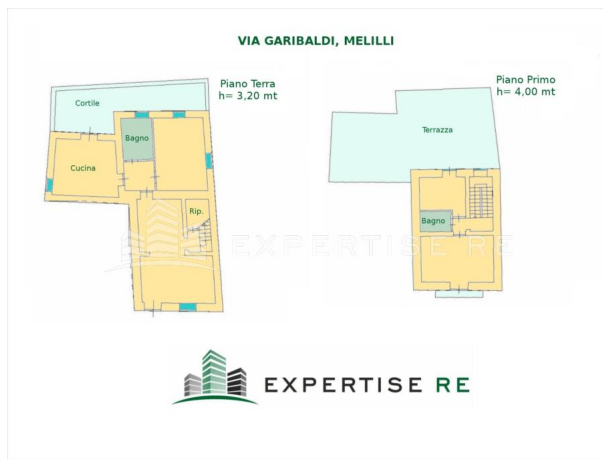 VIA GARIBALDI, MELILLI
Piano Terra
h= 3,20 mt
Cortile
Bagno
Cucina
Rip.
Piano Primo
h= 4,00 mt
Terrazza
Bagno
EXPERTISE RE
EXPERTISE RE